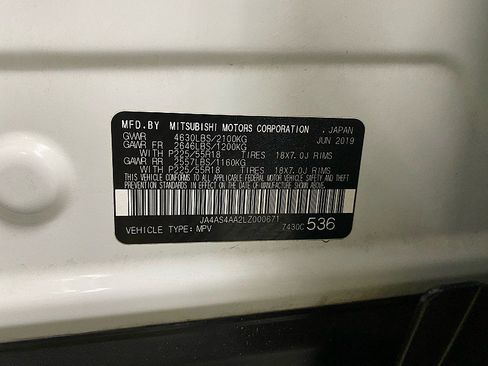 MFD.BY MITSUBISHI MOTORS CORPORATION , JAPAN
GVWR 4630LBS/2100KG JUN 2019
GAWR FR 2646LBS/1200KG
WITH P225/55R18 TIRES 18X7.0J RIMS
GAWR RR 2557LBS/1160KG
WITH P225/55R18 TIRES 18X7.0J RIMS
THIS VEHICLE CONFORMS TO ALL APPLICABLE FEDERAL MOTOR VEHICLE SAFETY AND THEFT
PREVENTION STANDARDS IN EFFECT ON THE DATE OF MANUFACTURE SHOWN ABOVE.
JA4AS4AA2LZ000671
VEHICLE TYPE: MPV 7430C 536